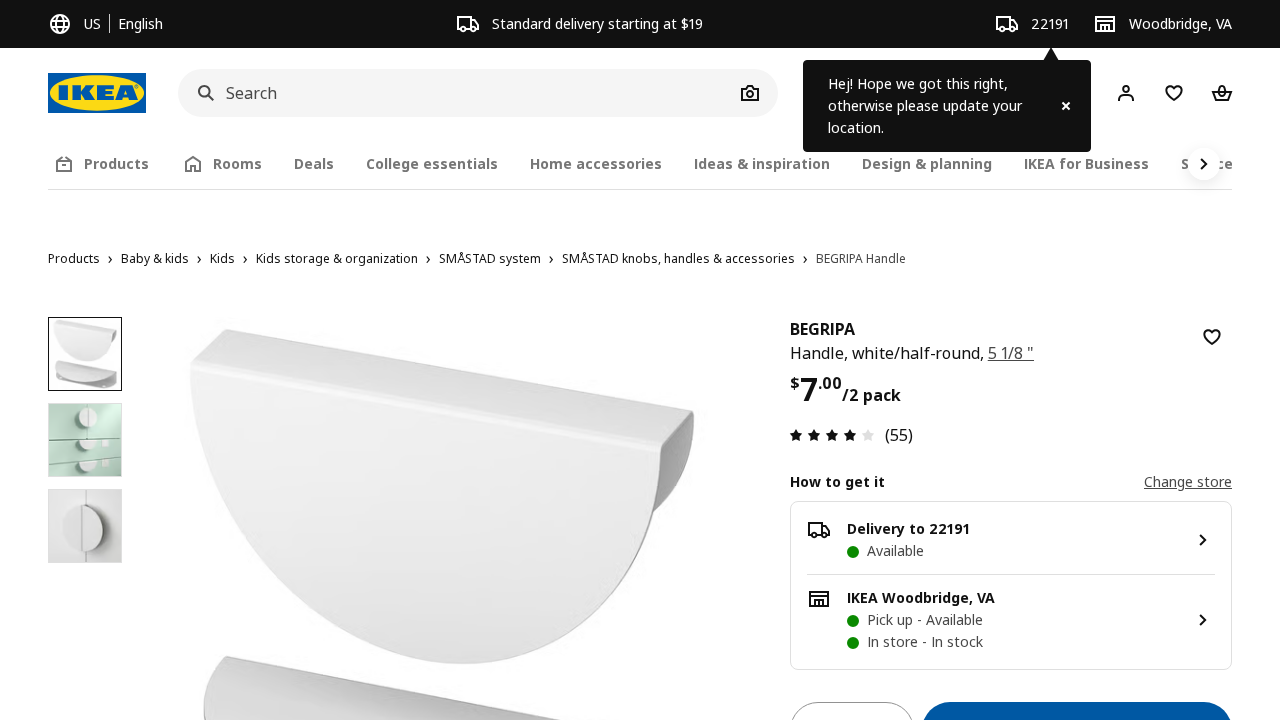 US English
Standard delivery starting at $19
22191
Woodbridge, VA
IKEA
Search
Hej! Hope we got this right,
otherwise please update your
location.
Products
Rooms
Deals
College essentials
Home accessories
Ideas & inspiration
Design & planning
IKEA for Business
Products › Baby & kids › Kids › Kids storage & organization › SMÅSTAD system › SMÅSTAD knobs, handles & accessories › BEGRIPA Handle
BEGRIPA
Handle, white/half-round, 5 1/8 "
$7.00/2 pack
(55)
How to get it
Change store
Delivery to 22191
Available
IKEA Woodbridge, VA
Pick up - Available
In store - In stock